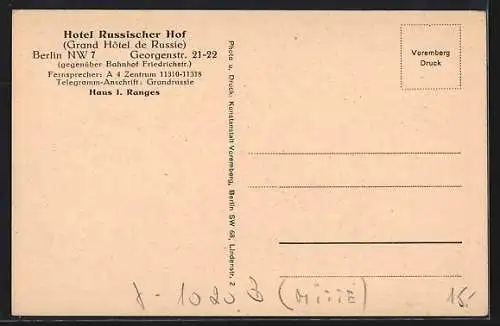 Hotel Russischer Hof
(Grand Hôtel de Russie)
Berlin NW 7 Georgenstr. 21-22
(gegenüber Bahnhof Friedrichstr.)
Fernsprecher: A 4 Zentrum 11310-11318
Telegramm-Anschrift: Grandrussie
Haus I. Ranges
Photo u. Druck: Kunstanstalt Voremberg, Berlin SW 68, Lindenstr. 2
Voremberg
Druck
1020 B
15.-